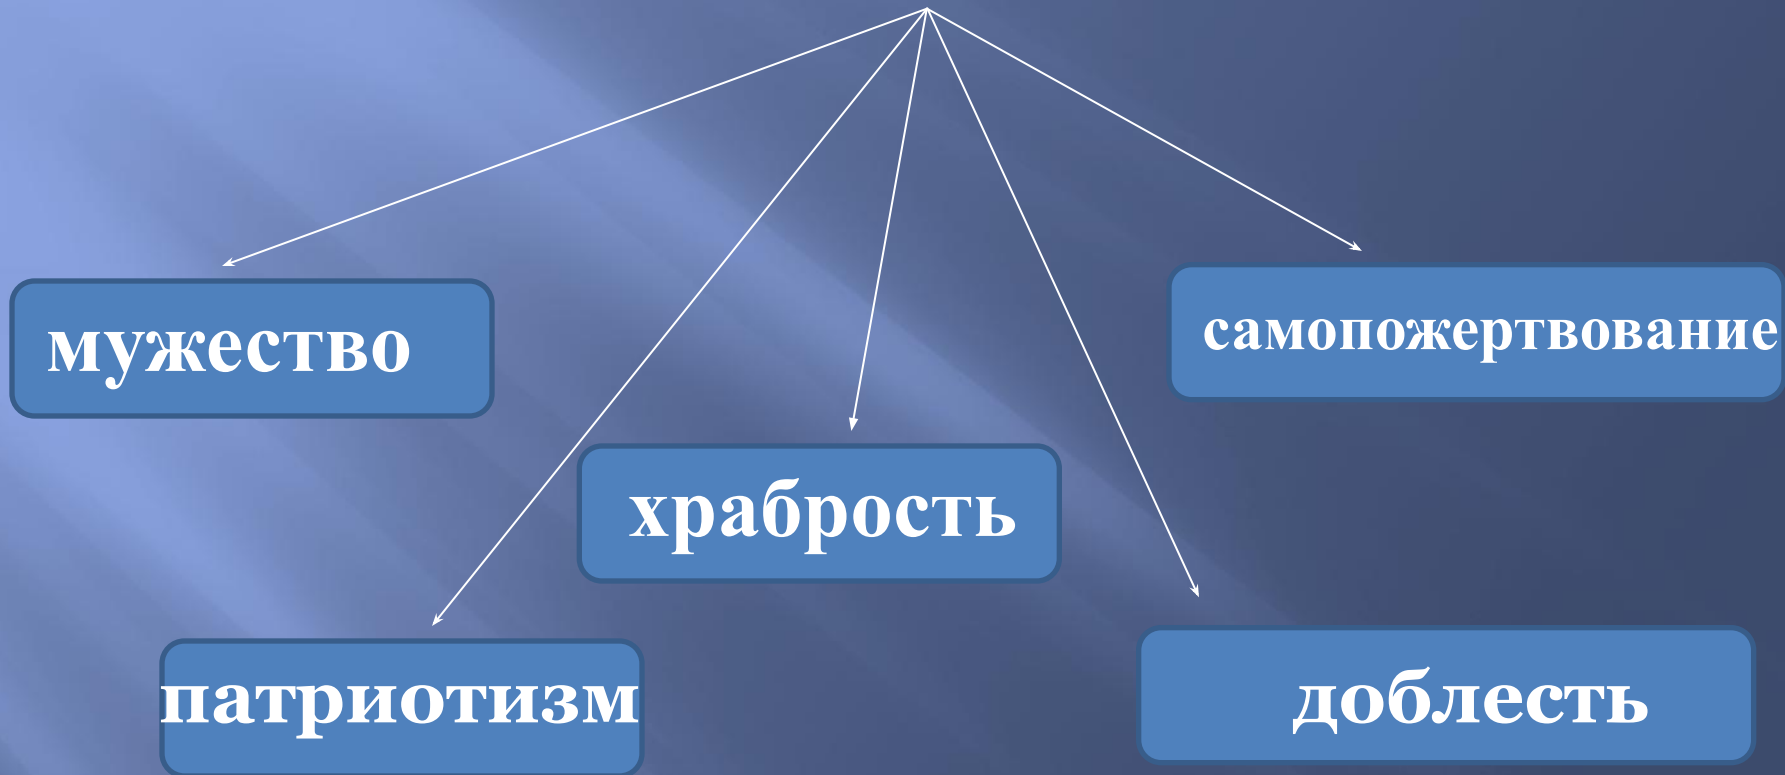 мужество
самопожертвование
храбрость
патриотизм
доблесть